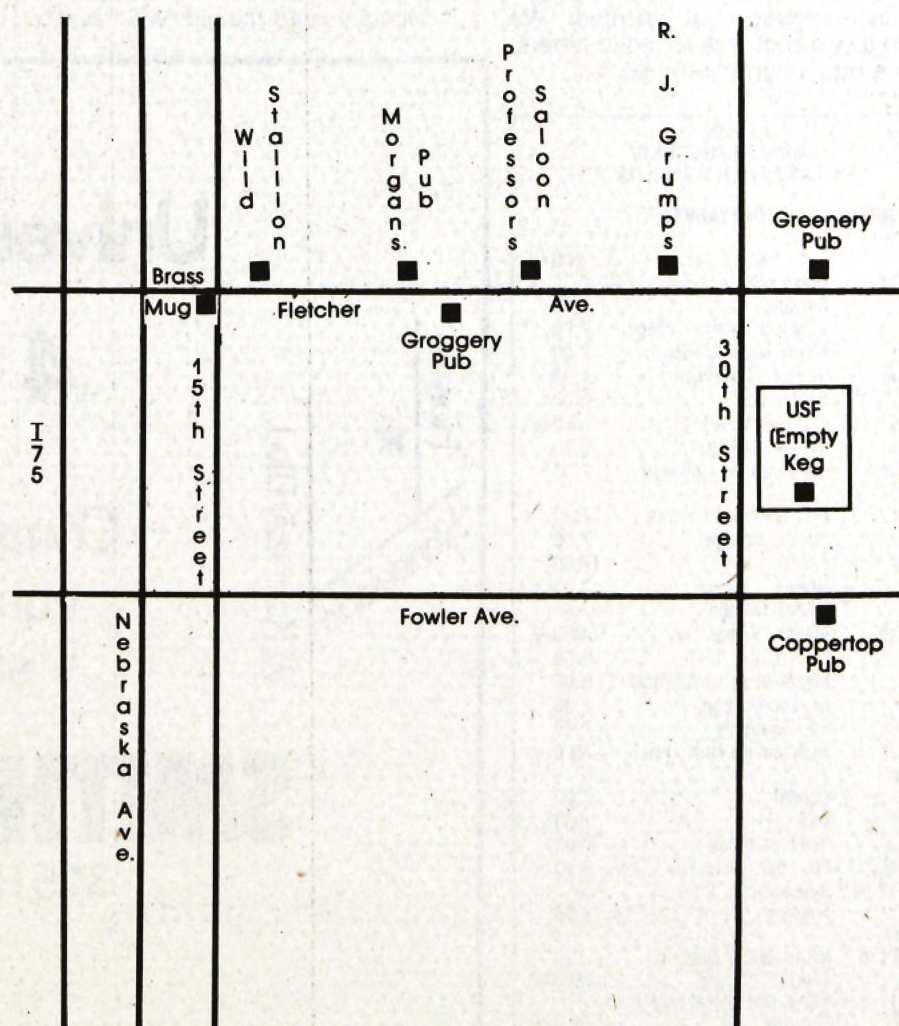 Wild
Stallion
Morgans
Pub
Professors
Saloon
R. J. Grumps
Greenery
Pub
Brass
Mug
Fletcher Ave.
Groggery
Pub
15th Street
30th Street
I75
USF
(Empty
Keg
Fowler Ave.
Coppertop
Pub
Nebraska Ave.